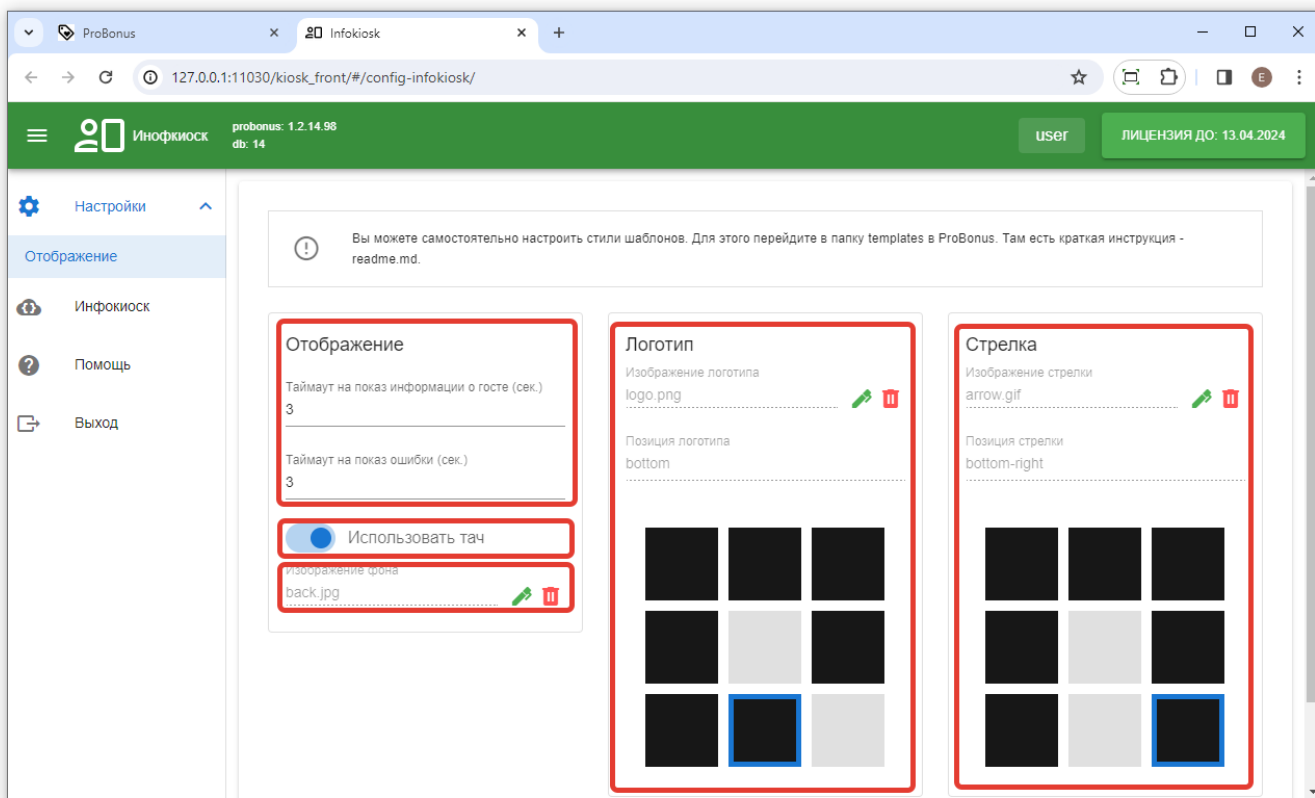 ProBonus
Infokiosk
127.0.0.1:11030/kiosk_front/#/config-infokiosk/
E
Инофкиоск
probonus: 1.2.14.98
db: 14
user
ЛИЦЕНЗИЯ ДО: 13.04.2024
Настройки
Отображение
Инфокиоск
Помощь
Выход
Вы можете самостоятельно настроить стили шаблонов. Для этого перейдите в папку templates в ProBonus. Там есть краткая инструкция -
readme.md.
Отображение
Таймаут на показ информации о госте (сек.)
3
Таймаут на показ ошибки (сек.)
3
Использовать тач
Изображение фона
back.jpg
Логотип
Изображение логотипа
logo.png
Позиция логотипа
bottom
Стрелка
Изображение стрелки
arrow.gif
Позиция стрелки
bottom-right